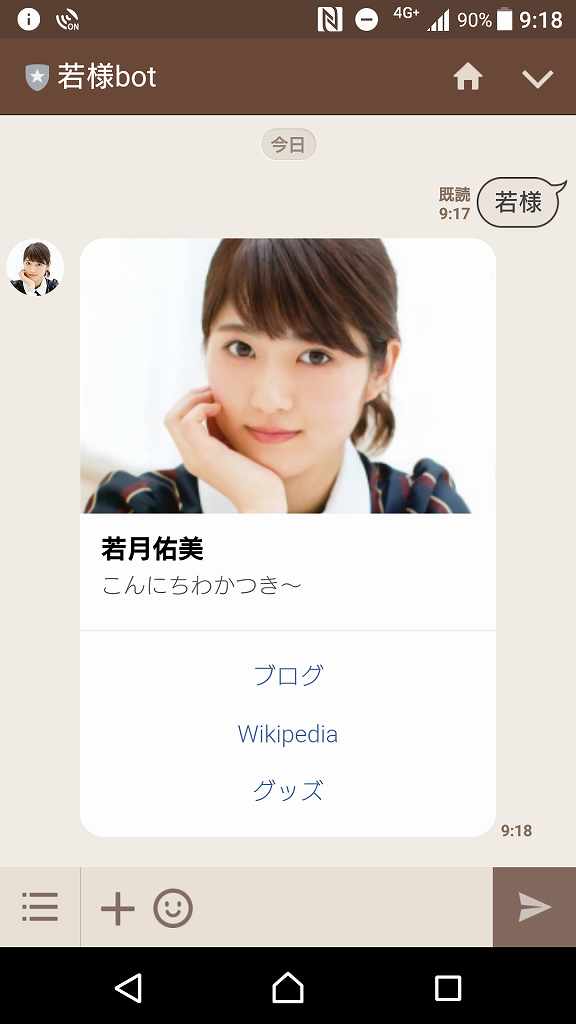 ON
4G+
90%
9:18
若様bot
今日
既読
9:17
若様
若月佑美
こんにちわかつき〜
ブログ
Wikipedia
グッズ
9:18